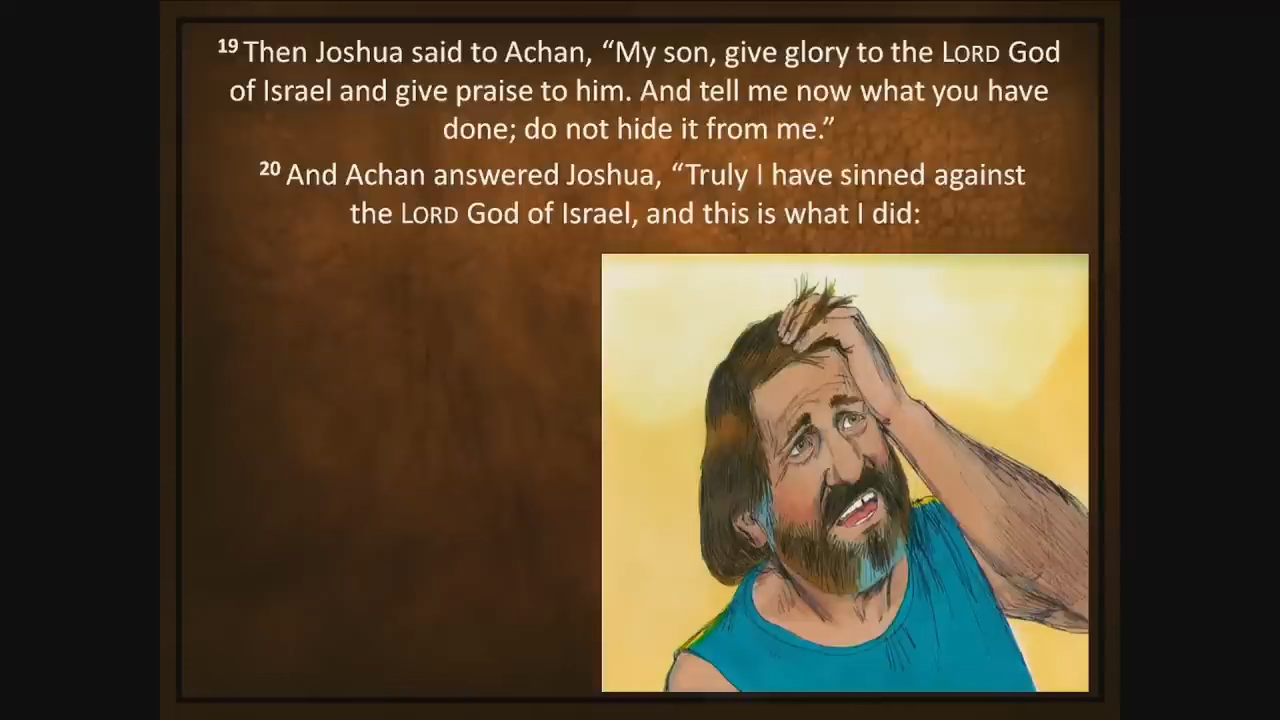 19 Then Joshua said to Achan, “My son, give glory to the LORD God
of Israel and give praise to him. And tell me now what you have
done; do not hide it from me.”
20 And Achan answered Joshua, “Truly I have sinned against
the LORD God of Israel, and this is what I did: